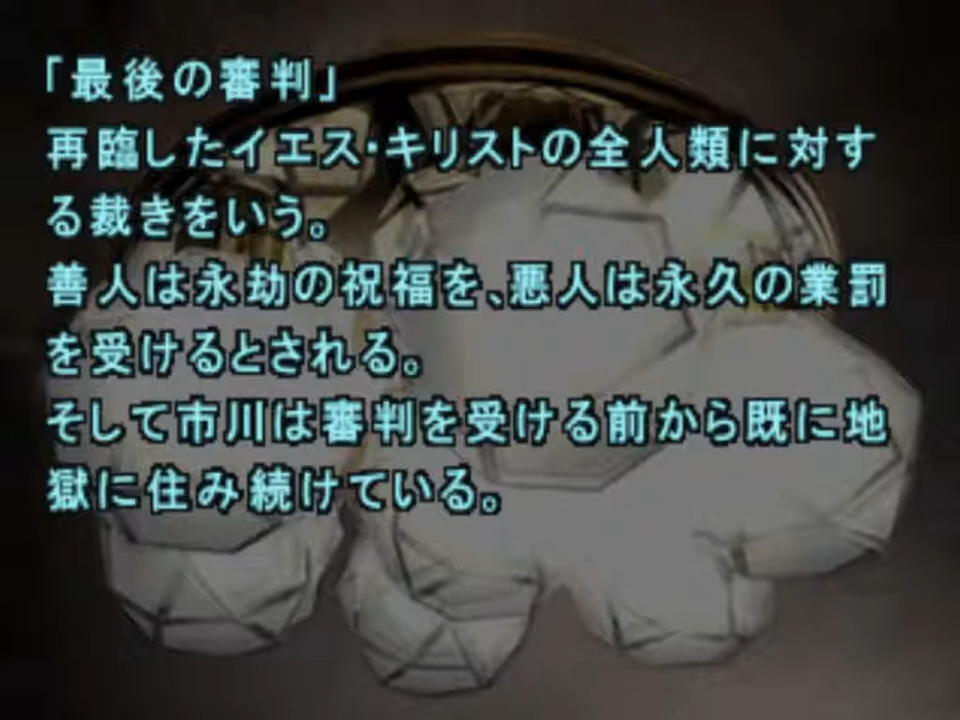 「最後の審判」
再臨したイエス・キリストの全人類に対す
る裁きをいう。
善人は永劫の祝福を、悪人は永久の業罰
を受けるとされる。
そして市川は審判を受ける前から既に地
獄に住み続けている。